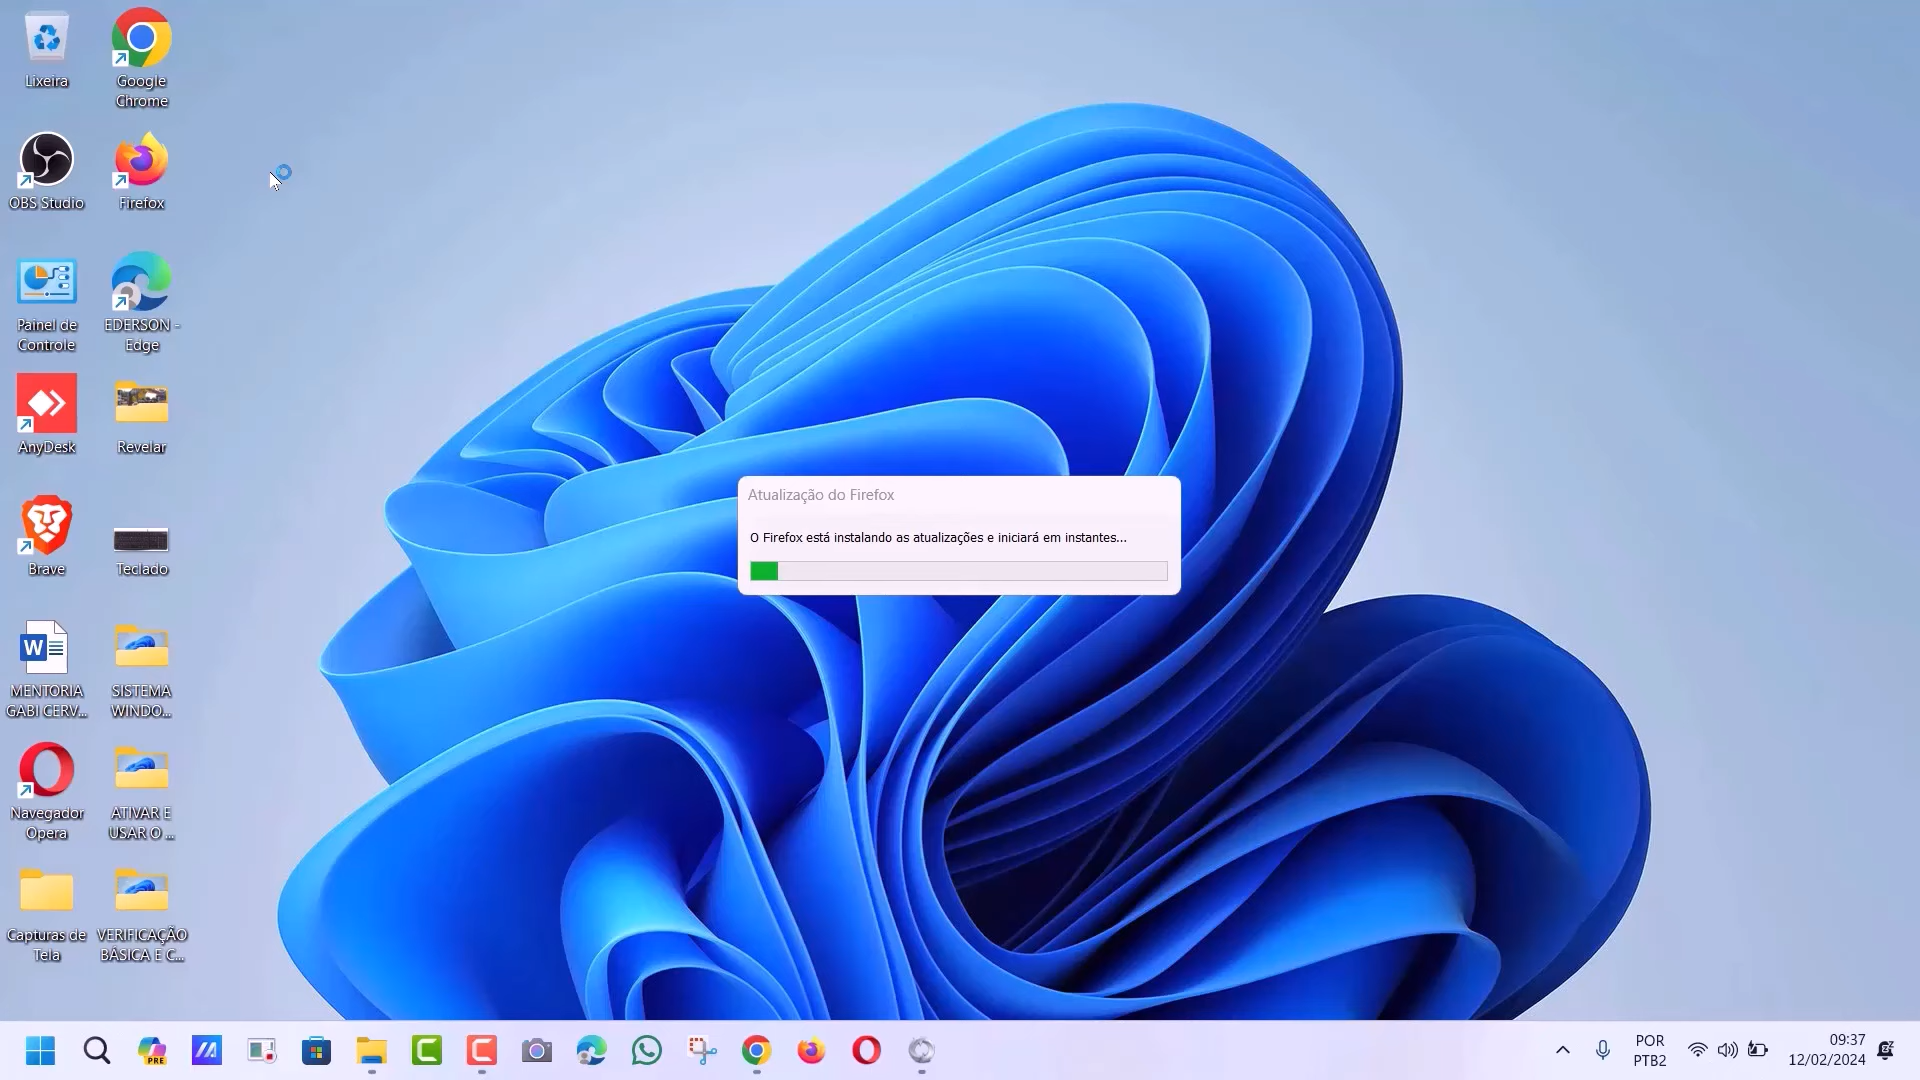 Lixeira
Google
Chrome
OBS Studio
Firefox
Painel de
Controle
EDERSON -
Edge
AnyDesk
Revelar
Brave
Teclado
W
MENTORIA
GABI CERV...
SISTEMA
WINDO...
Navegador
Opera
ATIVAR E
USAR O ...
Capturas de
Tela
VERIFICAÇÃO
BÁSICA E C...
Atualização do Firefox
O Firefox está instalando as atualizações e iniciará em instantes...
PRE
POR
PTB2
09:37
12/02/2024